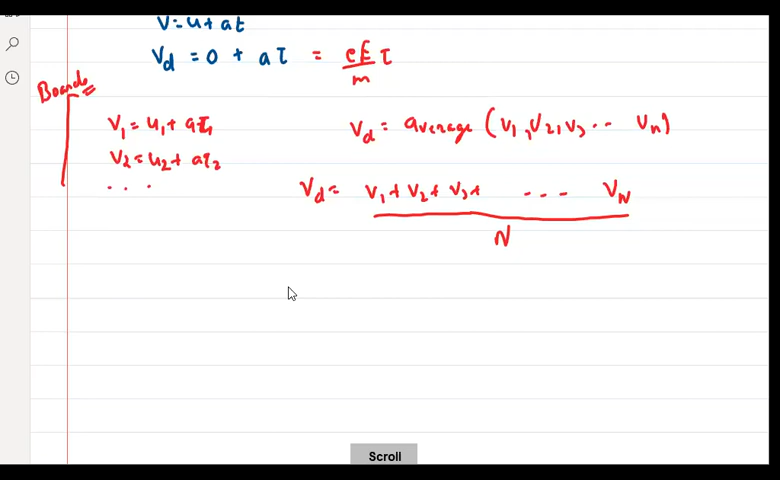 V = u + at
Vd = 0 + aτ = eE/m τ
Boards
V1 = u1 + aτ1
Vd = average (V1, V2, V3 ·· Vn)
V2 = u2 + aτ2
· · ·
Vd = V1 + V2 + V3 + ... VN
N
Scroll